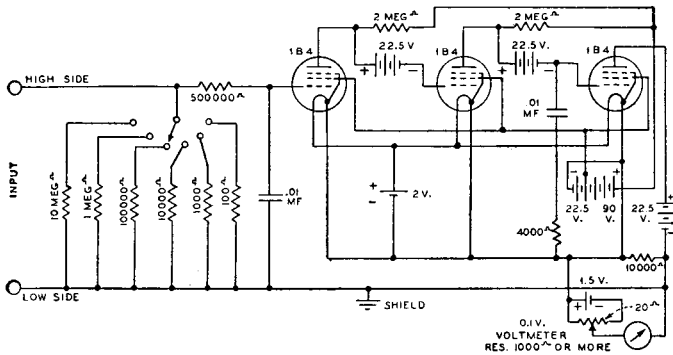 2 MEG Ω
2 MEG Ω
1B4
22.5 V.
1B4
22.5 V.
1B4
+
−
+
−
HIGH SIDE
500000 Ω
.01
MF
INPUT
10 MEG Ω
1 MEG Ω
100000 Ω
10000 Ω
1000 Ω
100 Ω
.01
MF
+
−
2 V.
−
+
22.5
V.
90
V.
22.5
V.
+
−
4000 Ω
10000 Ω
LOW SIDE
SHIELD
1.5 V.
+
−
20 Ω
0.1 V.
VOLTMETER
RES. 1000 Ω OR MORE